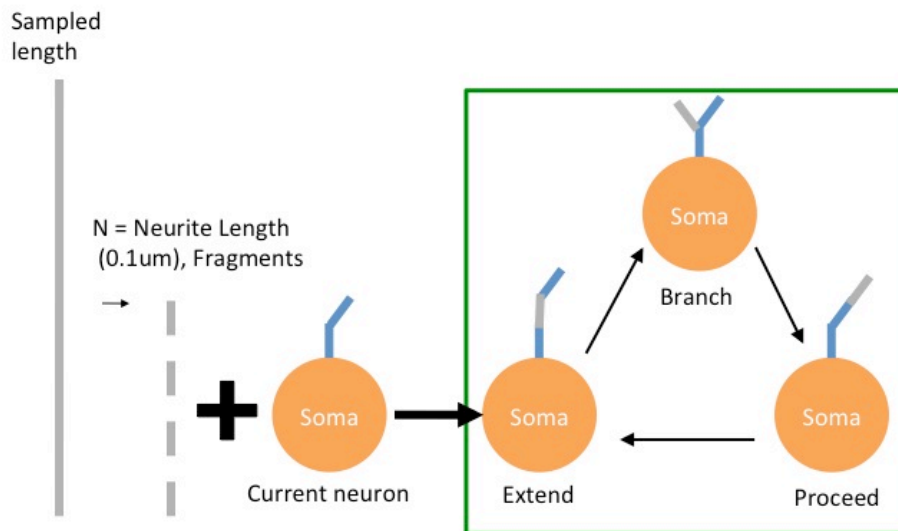 Sampled
length
N = Neurite Length
(0.1um), Fragments
Soma
Branch
Soma
Current neuron
Soma
Extend
Soma
Proceed